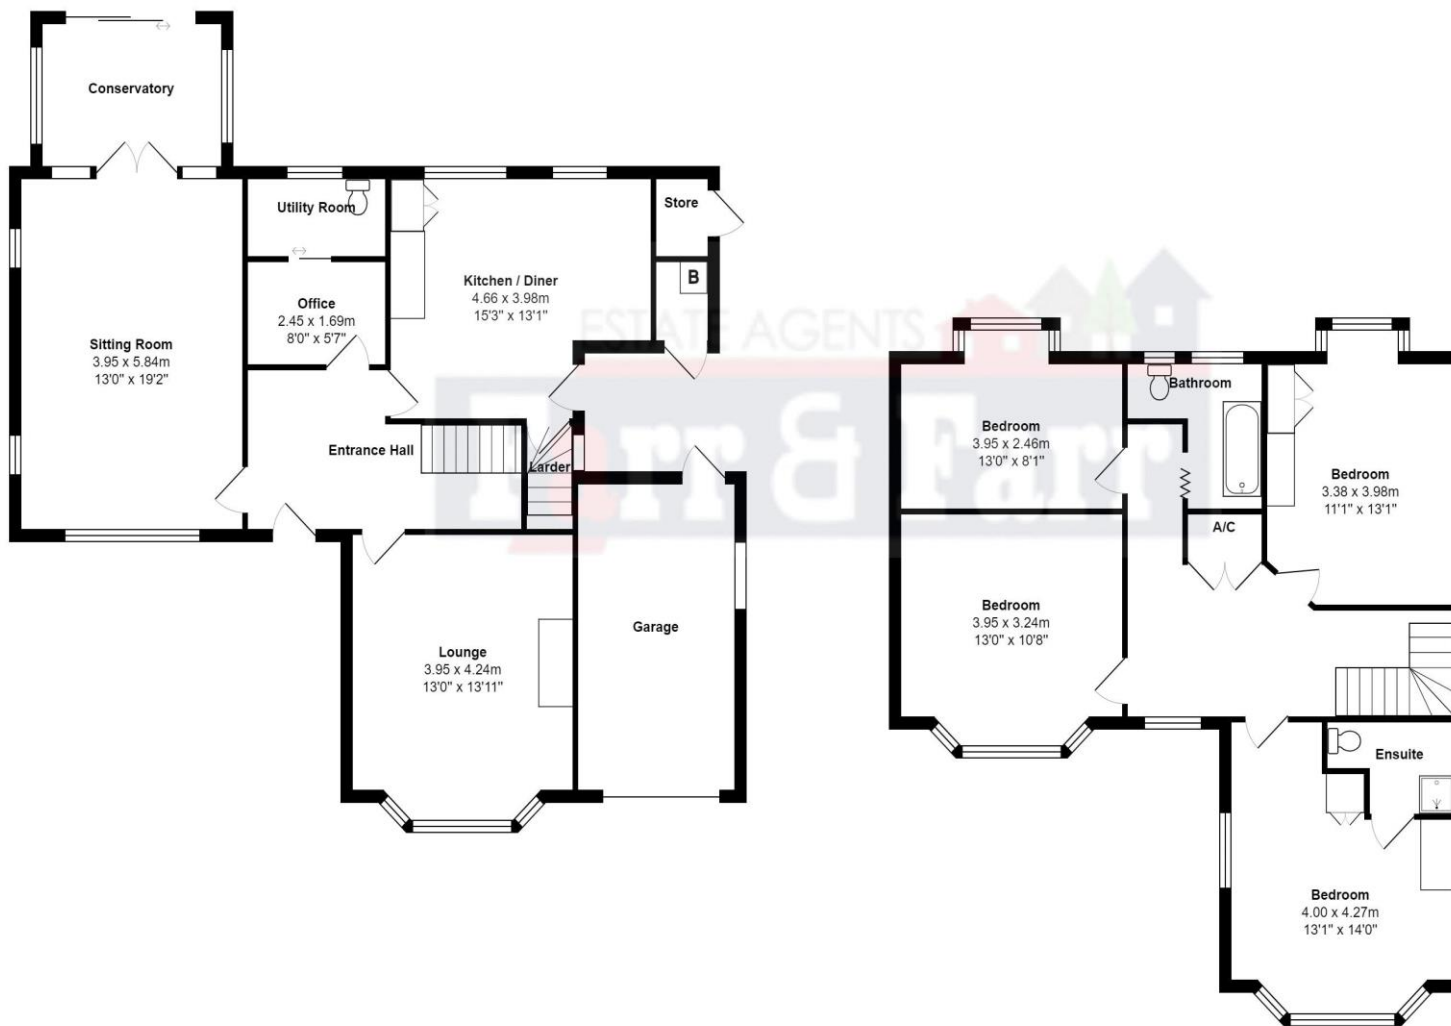 Conservatory
Utility Room
Store
Kitchen / Diner
4.66 x 3.98m
15'3" x 13'1"
B
Office
2.45 x 1.69m
8'0" x 5'7"
Sitting Room
3.95 x 5.84m
13'0" x 19'2"
Entrance Hall
Larder
Lounge
3.95 x 4.24m
13'0" x 13'11"
Garage
ESTATE AGENTS
Farr & Farr
Bathroom
Bedroom
3.95 x 2.46m
13'0" x 8'1"
Bedroom
3.38 x 3.98m
11'1" x 13'1"
A/C
Bedroom
3.95 x 3.24m
13'0" x 10'8"
Ensuite
Bedroom
4.00 x 4.27m
13'1" x 14'0"